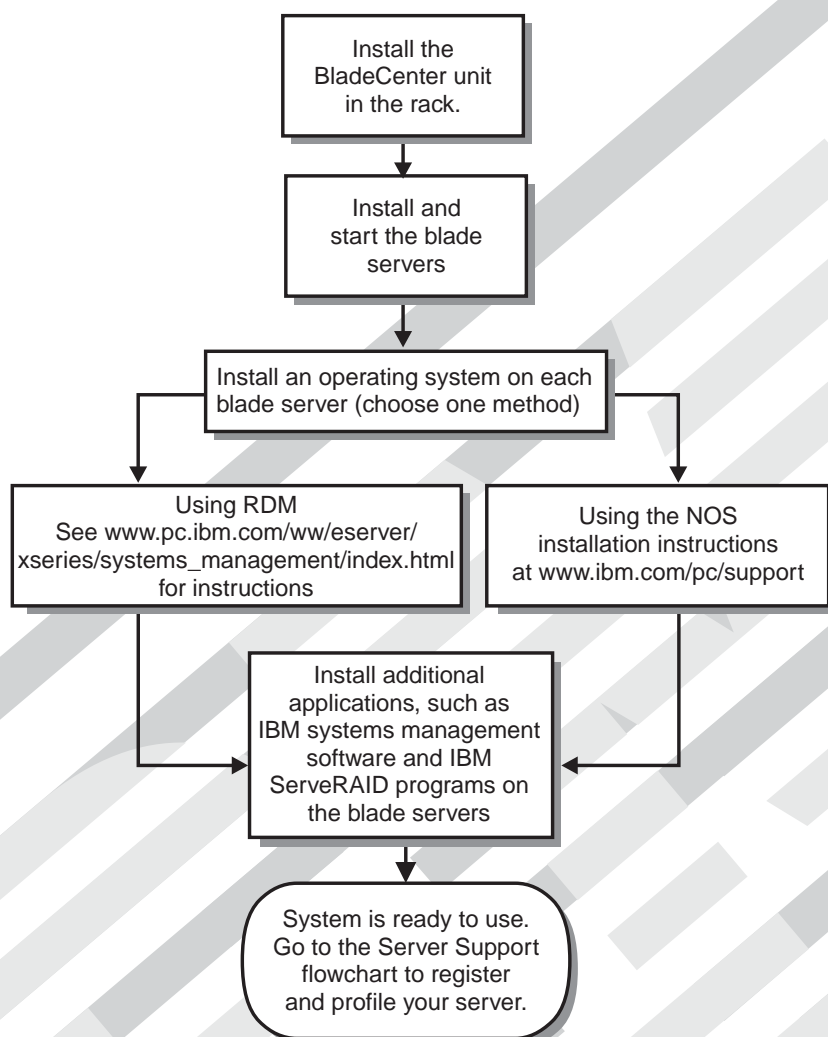 Install the
BladeCenter unit
in the rack.
Install and
start the blade
servers
Install an operating system on each
blade server (choose one method)
Using RDM
See www.pc.ibm.com/ww/eserver/
xseries/systems_management/index.html
for instructions
Using the NOS
installation instructions
at www.ibm.com/pc/support
Install additional
applications, such as
IBM systems management
software and IBM
ServeRAID programs on
the blade servers
System is ready to use.
Go to the Server Support
flowchart to register
and profile your server.